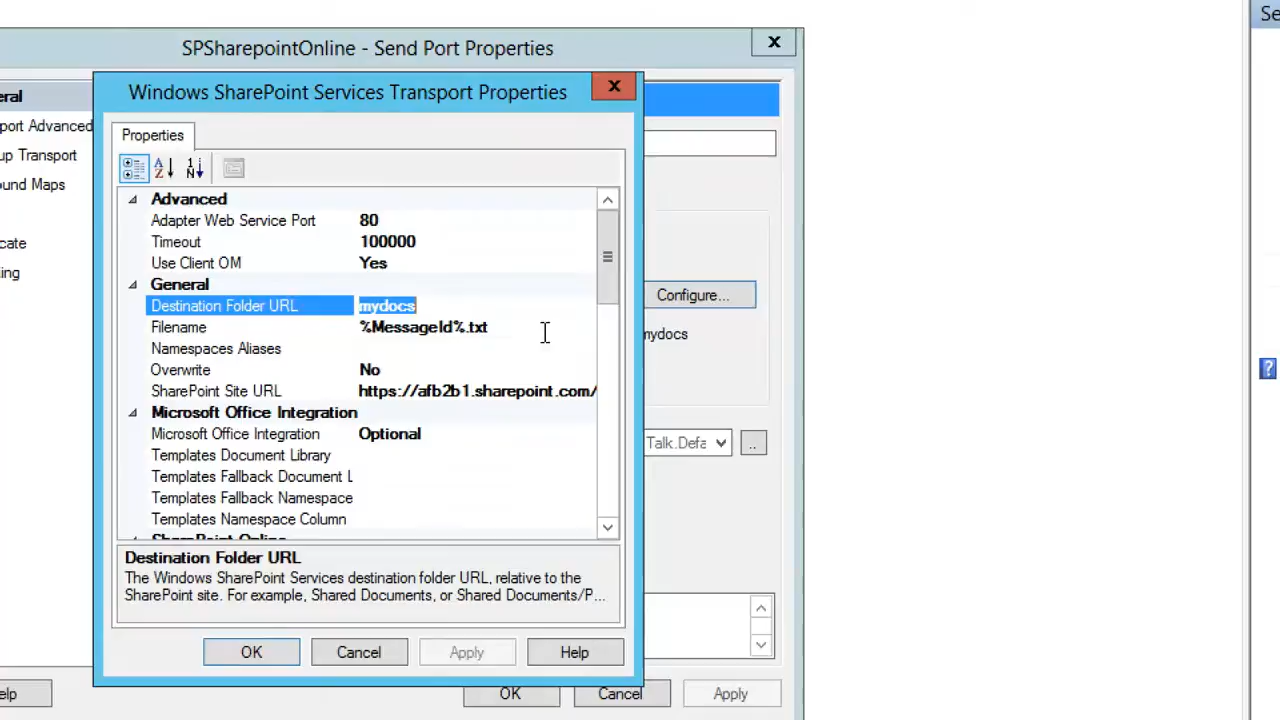 Se
SPSharepointOnline - Send Port Properties
Windows SharePoint Services Transport Properties
Properties
Advanced
Adapter Web Service Port 80
Timeout 100000
Use Client OM Yes
General
Destination Folder URL mydocs
Filename %MessageId%.txt
Namespaces Aliases
Overwrite No
SharePoint Site URL https://afb2b1.sharepoint.com/
Microsoft Office Integration
Microsoft Office Integration Optional
Templates Document Library
Templates Fallback Document L
Templates Fallback Namespace
Templates Namespace Column
SharePoint Online
Destination Folder URL
The Windows SharePoint Services destination folder URL, relative to the
SharePoint site. For example, Shared Documents, or Shared Documents/P...
OK Cancel Apply Help
eral
port Advanced
up Transport
ound Maps
cate
ing
Configure...
mydocs
Talk.Defa
..
?
elp
OK Cancel Apply